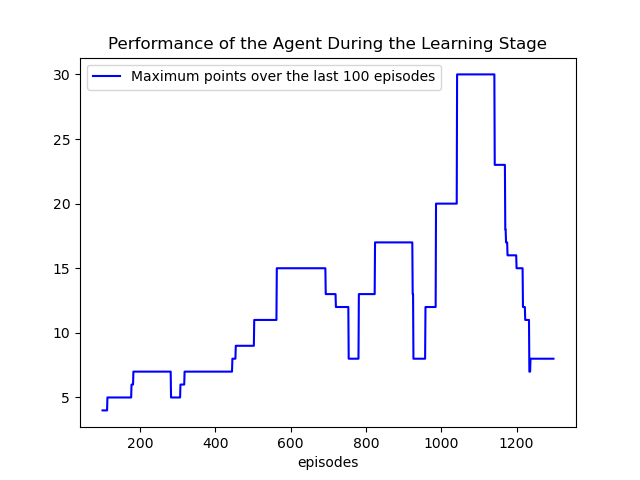 Performance of the Agent During the Learning Stage
Maximum points over the last 100 episodes
30
25
20
15
10
5
200 400 600 800 1000 1200
episodes